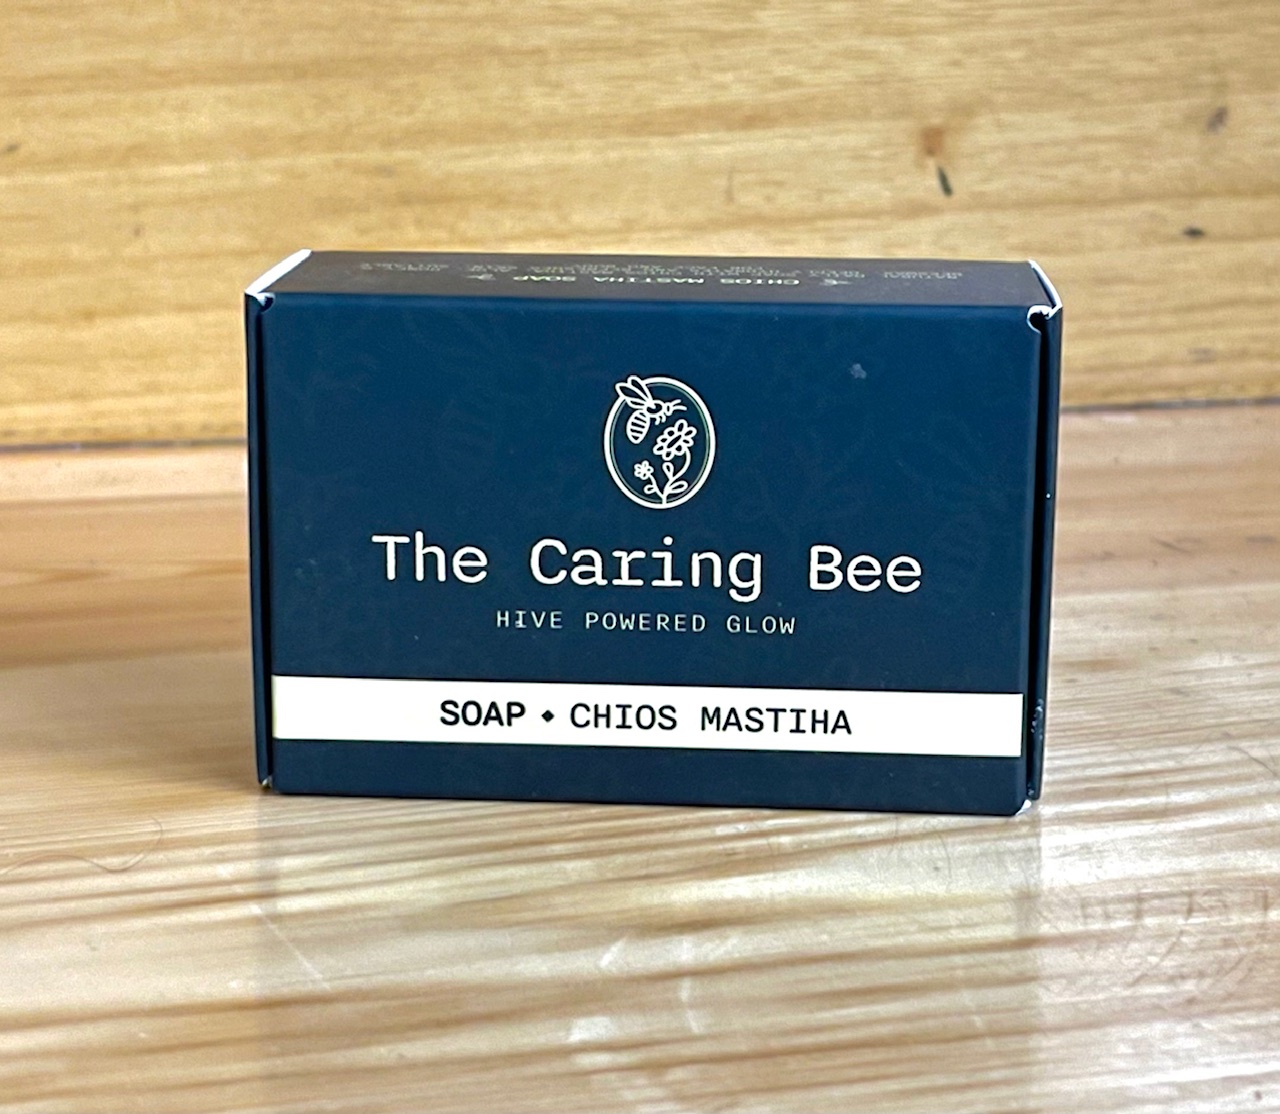 CHIOS MASTIHA SOAP
The Caring Bee
HIVE POWERED GLOW
SOAP ◆ CHIOS MASTIHA